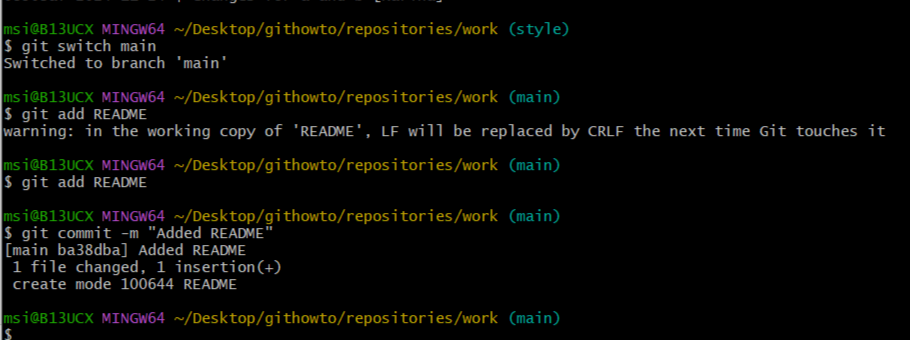 msi@B13UCX MINGW64 ~/Desktop/githowto/repositories/work (style)
$ git switch main
Switched to branch 'main'
msi@B13UCX MINGW64 ~/Desktop/githowto/repositories/work (main)
$ git add README
warning: in the working copy of 'README', LF will be replaced by CRLF the next time Git touches it
msi@B13UCX MINGW64 ~/Desktop/githowto/repositories/work (main)
$ git add README
msi@B13UCX MINGW64 ~/Desktop/githowto/repositories/work (main)
$ git commit -m "Added README"
[main ba38dba] Added README
 1 file changed, 1 insertion(+)
 create mode 100644 README
msi@B13UCX MINGW64 ~/Desktop/githowto/repositories/work (main)
$